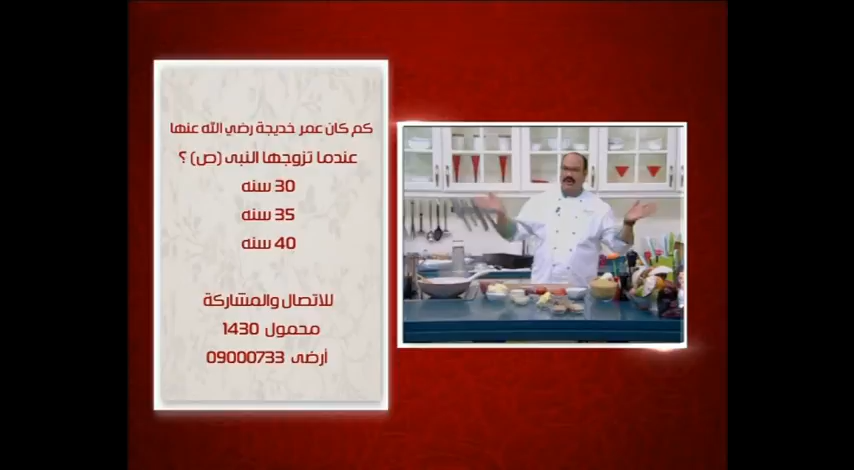 كم كان عمر خديجة رضي الله عنها
عندما تزوجها النبى (ص) ؟
30 سنه
35 سنه
40 سنه
للاتصال والمشاركة
محمول 1430
أرضى 09000733